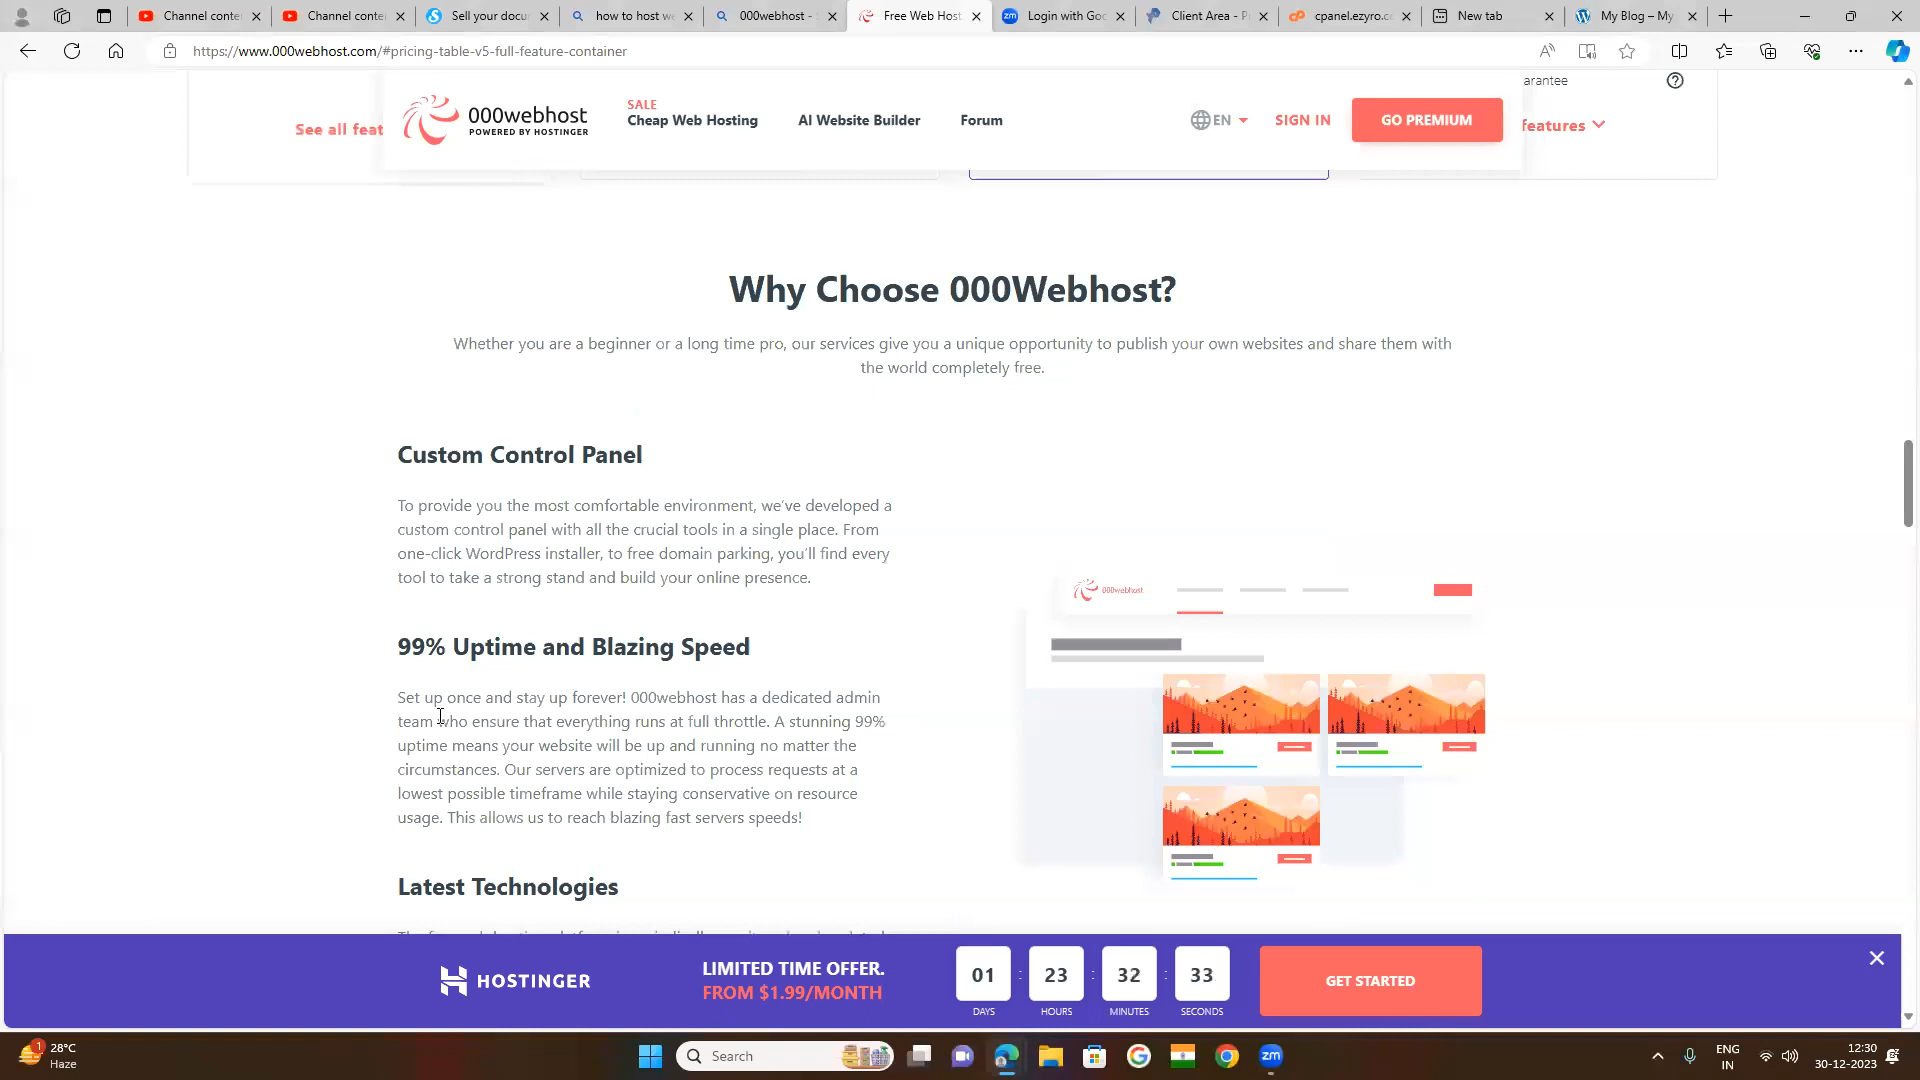 Channel conte
Channel conte
Sell your docu
how to host we
000webhost - S
Free Web Host
Login with Goo
Client Area - P
cpanel.ezyro.c
New tab
My Blog – My
https://www.000webhost.com/#pricing-table-v5-full-feature-container
arantee
See all feat
000webhost
POWERED BY HOSTINGER
SALE
Cheap Web Hosting
AI Website Builder
Forum
EN
SIGN IN
GO PREMIUM
features
Why Choose 000Webhost?
Whether you are a beginner or a long time pro, our services give you a unique opportunity to publish your own websites and share them with
the world completely free.
Custom Control Panel
To provide you the most comfortable environment, we've developed a
custom control panel with all the crucial tools in a single place. From
one-click WordPress installer, to free domain parking, you'll find every
tool to take a strong stand and build your online presence.
000webhost
99% Uptime and Blazing Speed
Set up once and stay up forever! 000webhost has a dedicated admin
team who ensure that everything runs at full throttle. A stunning 99%
uptime means your website will be up and running no matter the
circumstances. Our servers are optimized to process requests at a
lowest possible timeframe while staying conservative on resource
usage. This allows us to reach blazing fast servers speeds!
Latest Technologies
HOSTINGER
LIMITED TIME OFFER.
FROM $1.99/MONTH
01 : 23 : 32 : 33
DAYS HOURS MINUTES SECONDS
GET STARTED
1
28°C
Haze
Search
zm
ENG
IN
12:30
30-12-2023